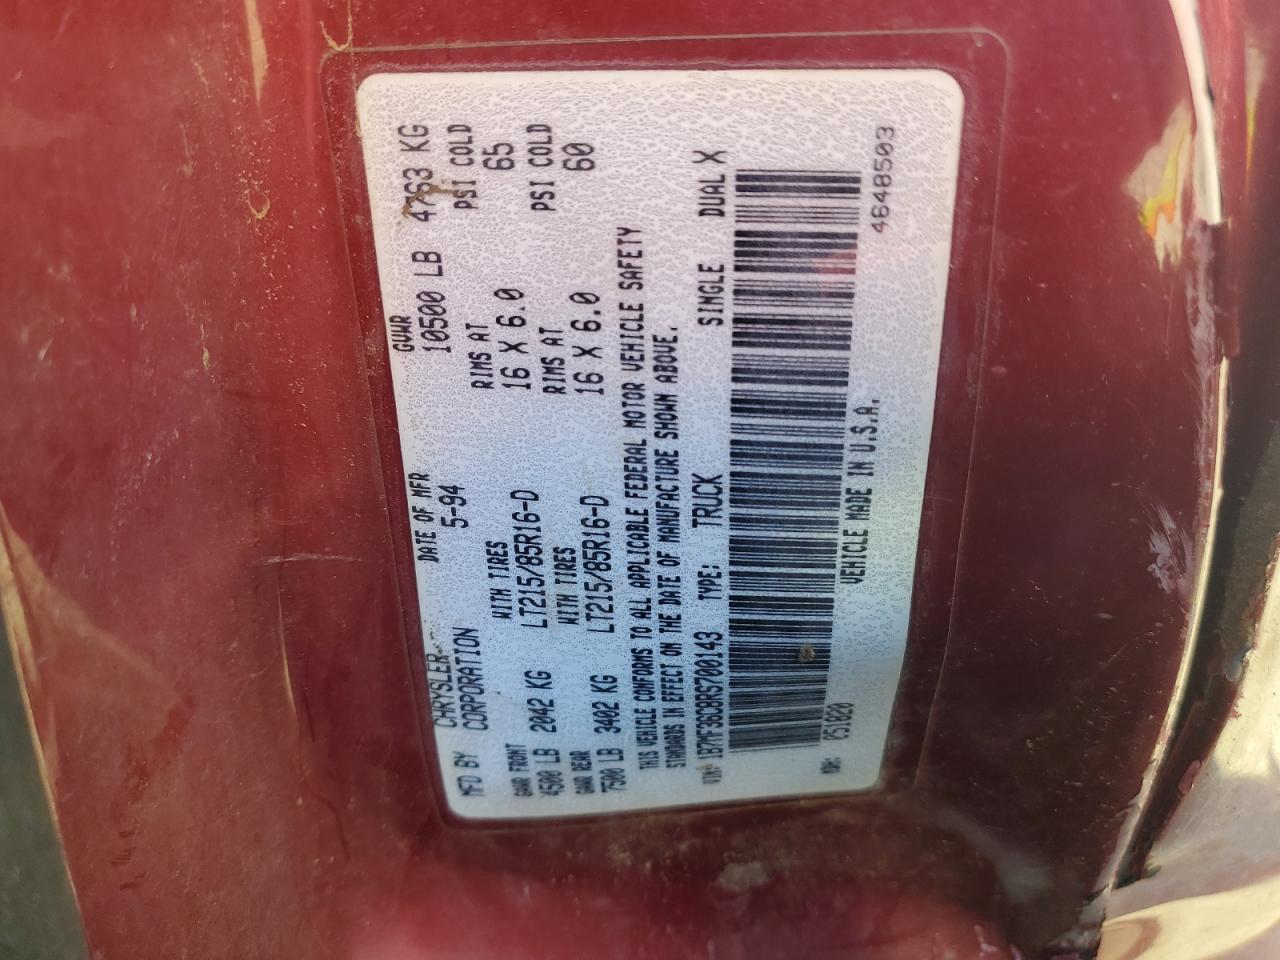 MFD BY CHRYSLER CORPORATION DATE OF MFR 5-94 GVWR 10500 LB 4763 KG
GAWR FRONT WITH TIRES RIMS AT PSI COLD
4500 LB 2042 KG LT215/85R16-D 16 X 6.0 65
GAWR REAR WITH TIRES RIMS AT PSI COLD
7500 LB 3402 KG LT215/85R16-D 16 X 6.0 60
THIS VEHICLE CONFORMS TO ALL APPLICABLE FEDERAL MOTOR VEHICLE SAFETY
STANDARDS IN EFFECT ON THE DATE OF MANUFACTURE SHOWN ABOVE.
VIN: 1B7MF36C8RS700143 TYPE: TRUCK SINGLE DUAL X
MDH: 051020 VEHICLE MADE IN U.S.A.
4648503